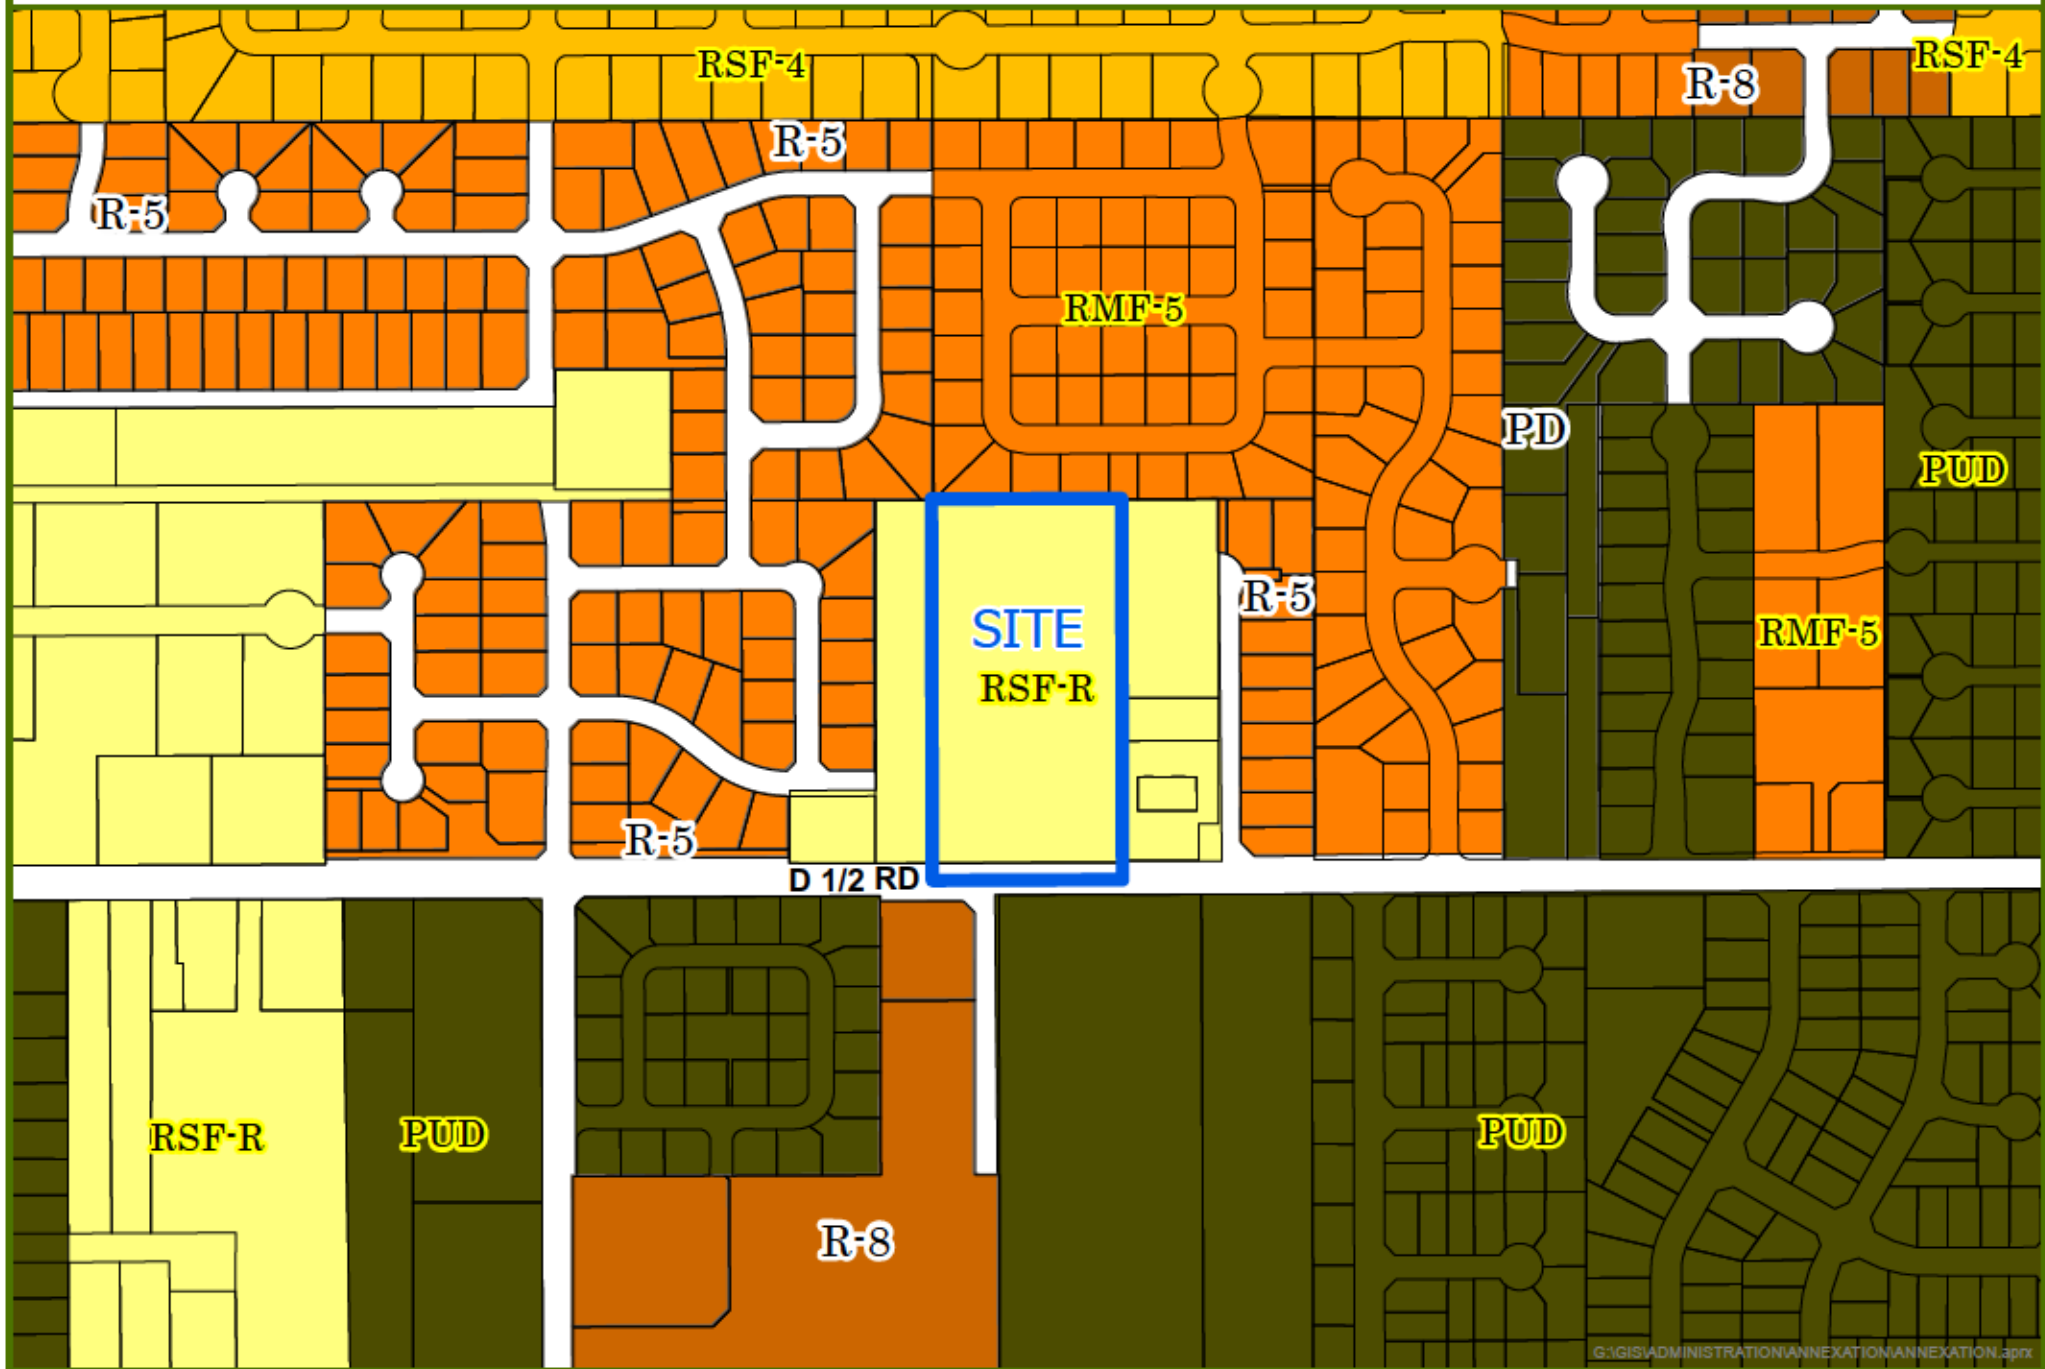 RSF-4
RSF-4
R-8
R-5
R-5
RMF-5
PD
PUD
R-5
SITE
RMF-5
RSF-R
R-5
D 1/2 RD
RSF-R
PUD
PUD
R-8
G:\GIS\ADMINISTRATION\ANNEXATION\ANNEXATION.aprx